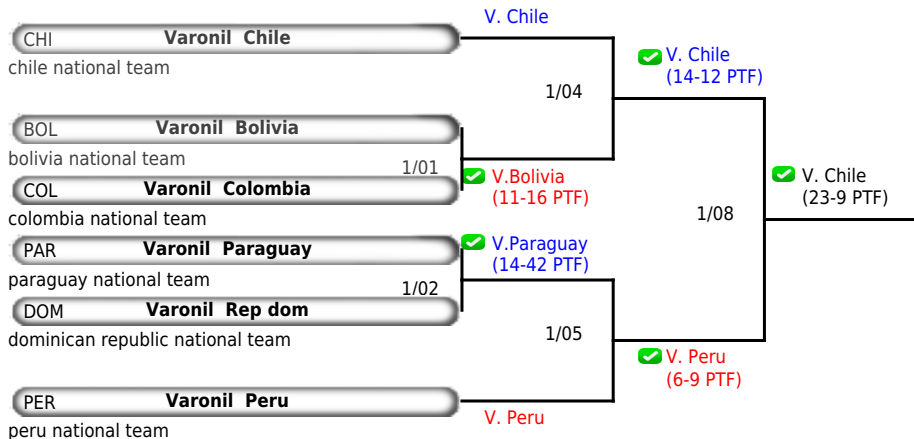 V. Chile
CHI Varonil Chile
chile national team
V. Chile
(14-12 PTF)
1/04
BOL Varonil Bolivia
bolivia national team
1/01
V.Bolivia
(11-16 PTF)
COL Varonil Colombia
colombia national team
V. Chile
(23-9 PTF)
1/08
PAR Varonil Paraguay
paraguay national team
V.Paraguay
(14-42 PTF)
1/02
DOM Varonil Rep dom
dominican republic national team
1/05
V. Peru
(6-9 PTF)
PER Varonil Peru
peru national team
V. Peru